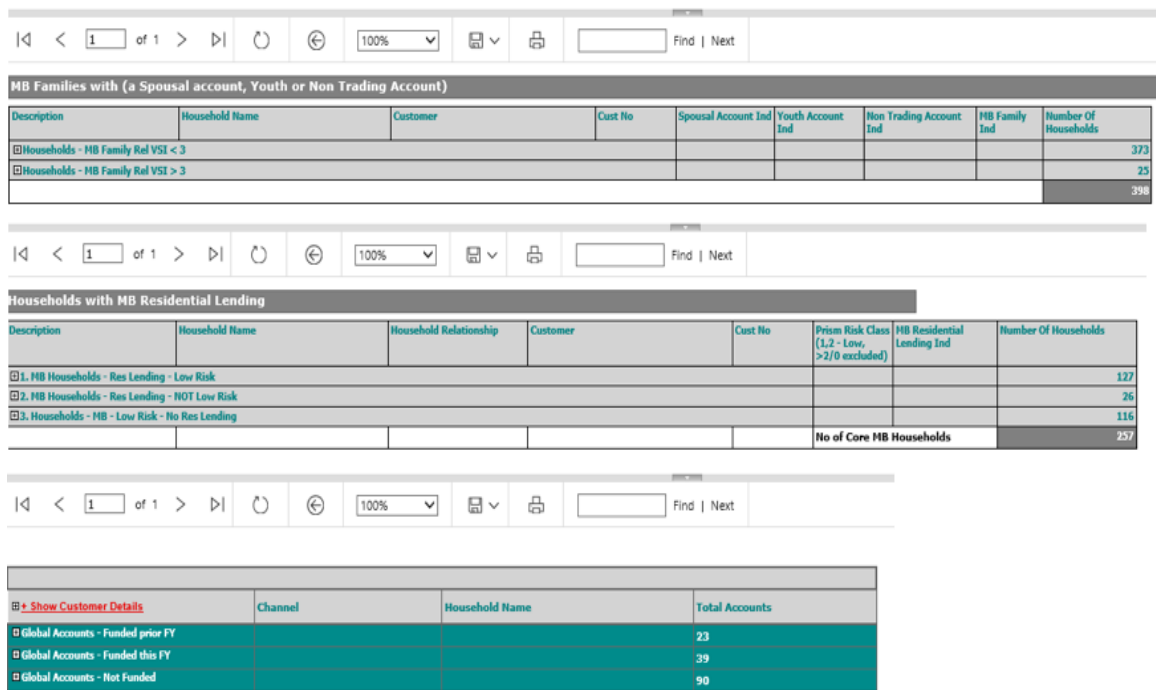 1 of 1 100% Find | Next
MB Families with (a Spousal account, Youth or Non Trading Account)
Description Household Name Customer Cust No Spousal Account Ind Youth Account Ind Non Trading Account Ind MB Family Ind Number Of Households
Households - MB Family Rel VSI < 3 373
Households - MB Family Rel VSI > 3 25
398
1 of 1 100% Find | Next
Households with MB Residential Lending
Description Household Name Household Relationship Customer Cust No Prism Risk Class (1,2 - Low, >2/0 excluded) MB Residential Lending Ind Number Of Households
1. MB Households - Res Lending - Low Risk 127
2. MB Households - Res Lending - NOT Low Risk 26
3. Households - MB - Low Risk - No Res Lending 116
No of Core MB Households 257
1 of 1 100% Find | Next
+ Show Customer Details Channel Household Name Total Accounts
Global Accounts - Funded prior FY 23
Global Accounts - Funded this FY 39
Global Accounts - Not Funded 90